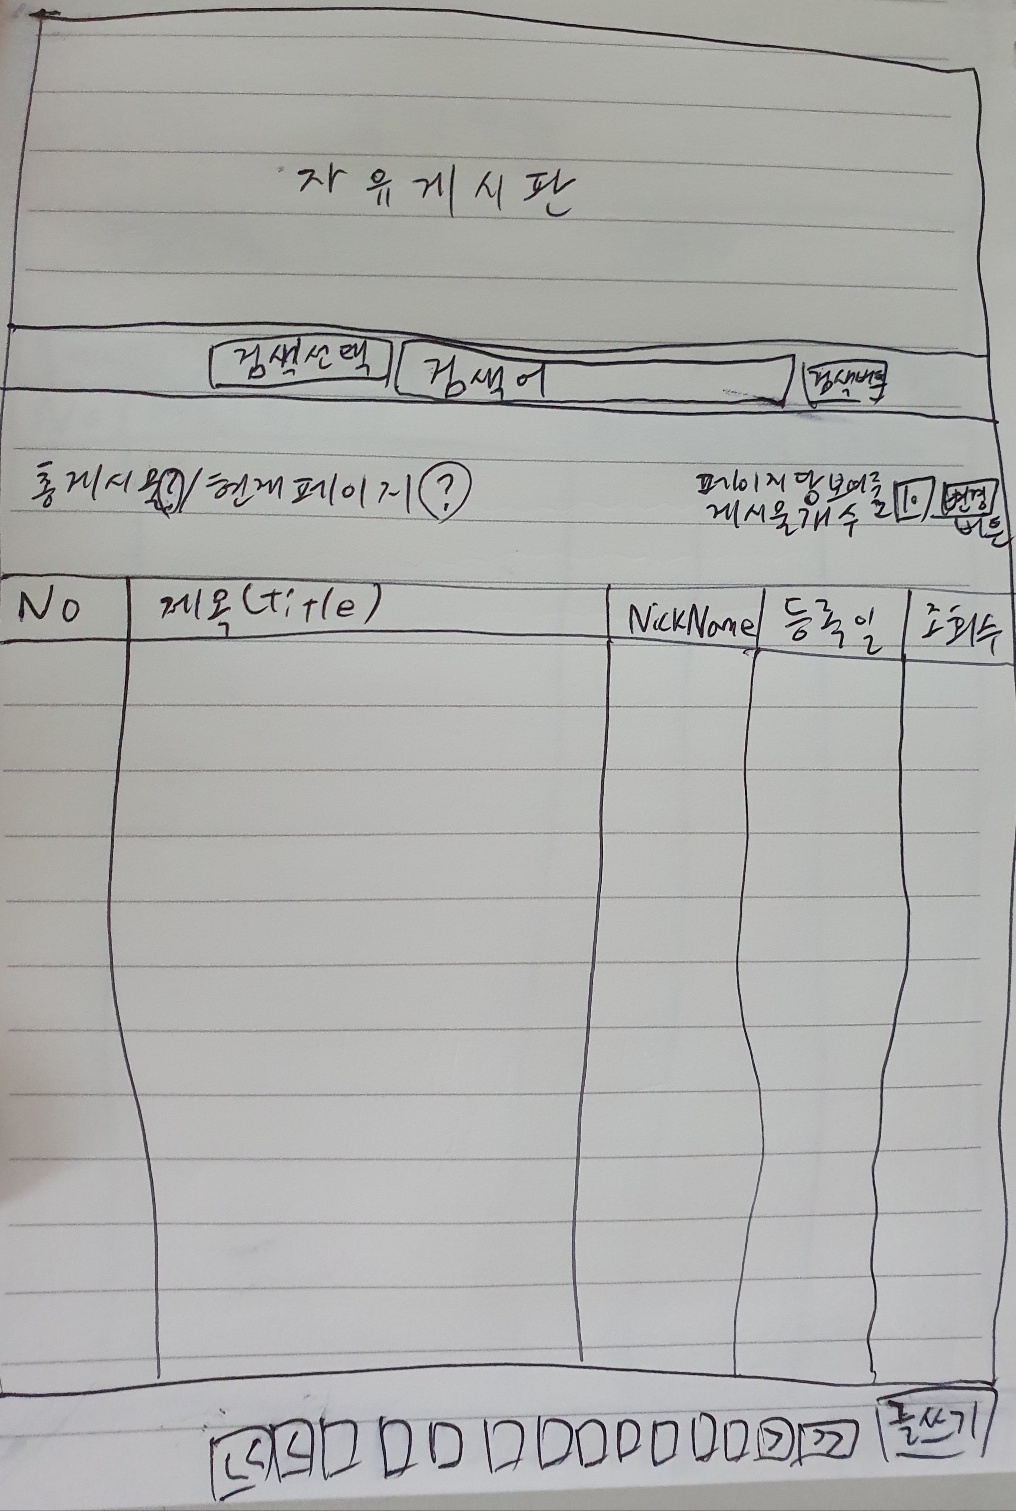 자유게시판
검색선택 검색어 검색버튼
총게시물(?)/현재페이지(?)
페이지당보여줄
게시물개수 10 변경
버튼
No 제목(title) NickName 등록일 조회수
<< < > >> 글쓰기